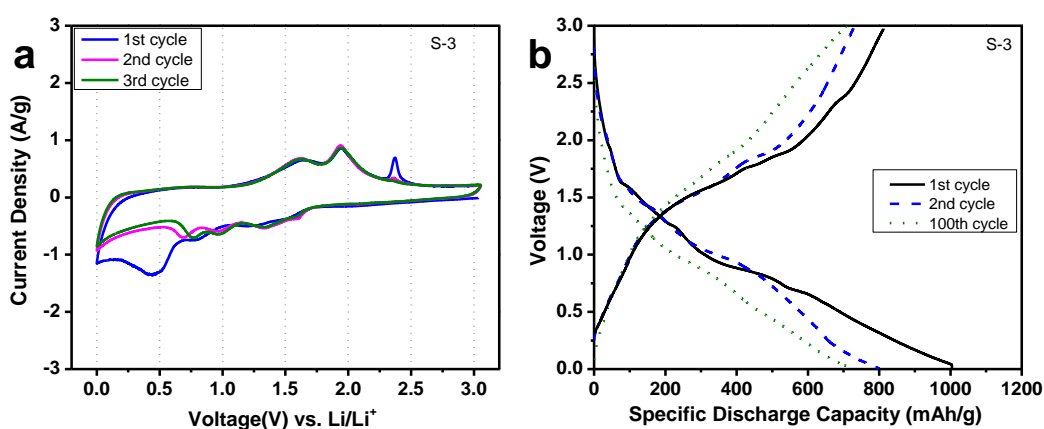 a
S-3
1st cycle
2nd cycle
3rd cycle
Current Density (A/g)
3
2
1
0
-1
-2
-3
0.0 0.5 1.0 1.5 2.0 2.5 3.0
Voltage(V) vs. Li/Li⁺
b
S-3
1st cycle
2nd cycle
100th cycle
Voltage (V)
3.0
2.5
2.0
1.5
1.0
0.5
0.0
0 200 400 600 800 1000 1200
Specific Discharge Capacity (mAh/g)